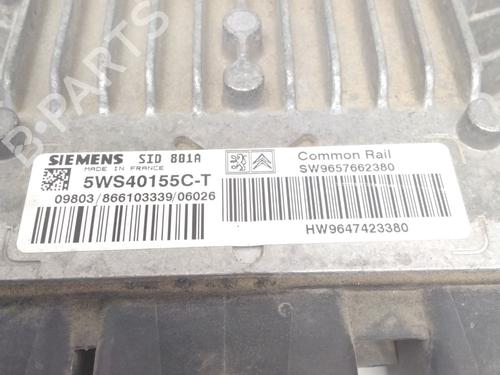 B-PARTS
SIEMENS SID 801A
MADE IN FRANCE
5WS40155C-T
09803/866103339/06026
Common Rail
SW9657662380
HW9647423380